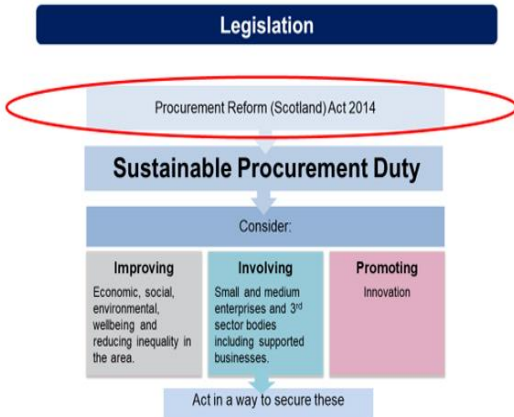 Legislation
Procurement Reform (Scotland) Act 2014
Sustainable Procurement Duty
Consider:
Improving
Economic, social,
environmental,
wellbeing and
reducing inequality in
the area.
Involving
Small and medium
enterprises and 3rd
sector bodies
including supported
businesses.
Promoting
Innovation
Act in a way to secure these